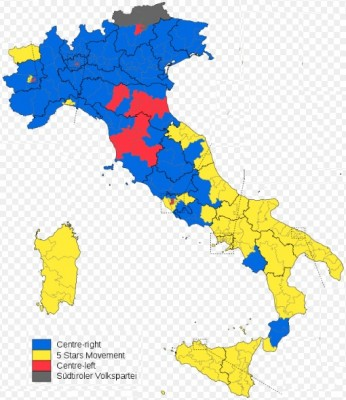 Centre-right
5 Stars Movement
Centre-left
Südtiroler Volkspartei